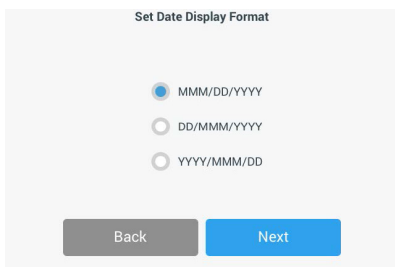 Set Date Display Format
MMM/DD/YYYY
DD/MMM/YYYY
YYYY/MMM/DD
Back Next